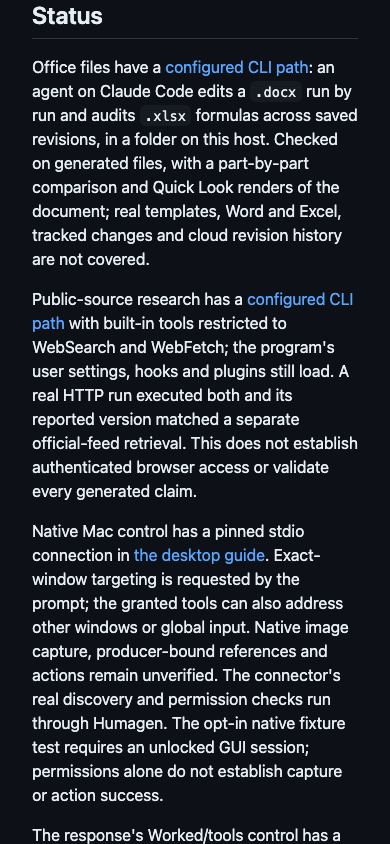 Status
Office files have a configured CLI path: an
agent on Claude Code edits a .docx run by
run and audits .xlsx formulas across saved
revisions, in a folder on this host. Checked
on generated files, with a part-by-part
comparison and Quick Look renders of the
document; real templates, Word and Excel,
tracked changes and cloud revision history
are not covered.
Public-source research has a configured CLI
path with built-in tools restricted to
WebSearch and WebFetch; the program's
user settings, hooks and plugins still load. A
real HTTP run executed both and its
reported version matched a separate
official-feed retrieval. This does not establish
authenticated browser access or validate
every generated claim.
Native Mac control has a pinned stdio
connection in the desktop guide. Exact-
window targeting is requested by the
prompt; the granted tools can also address
other windows or global input. Native image
capture, producer-bound references and
actions remain unverified. The connector's
real discovery and permission checks run
through Humagen. The opt-in native fixture
test requires an unlocked GUI session;
permissions alone do not establish capture
or action success.
The response's Worked/tools control has a